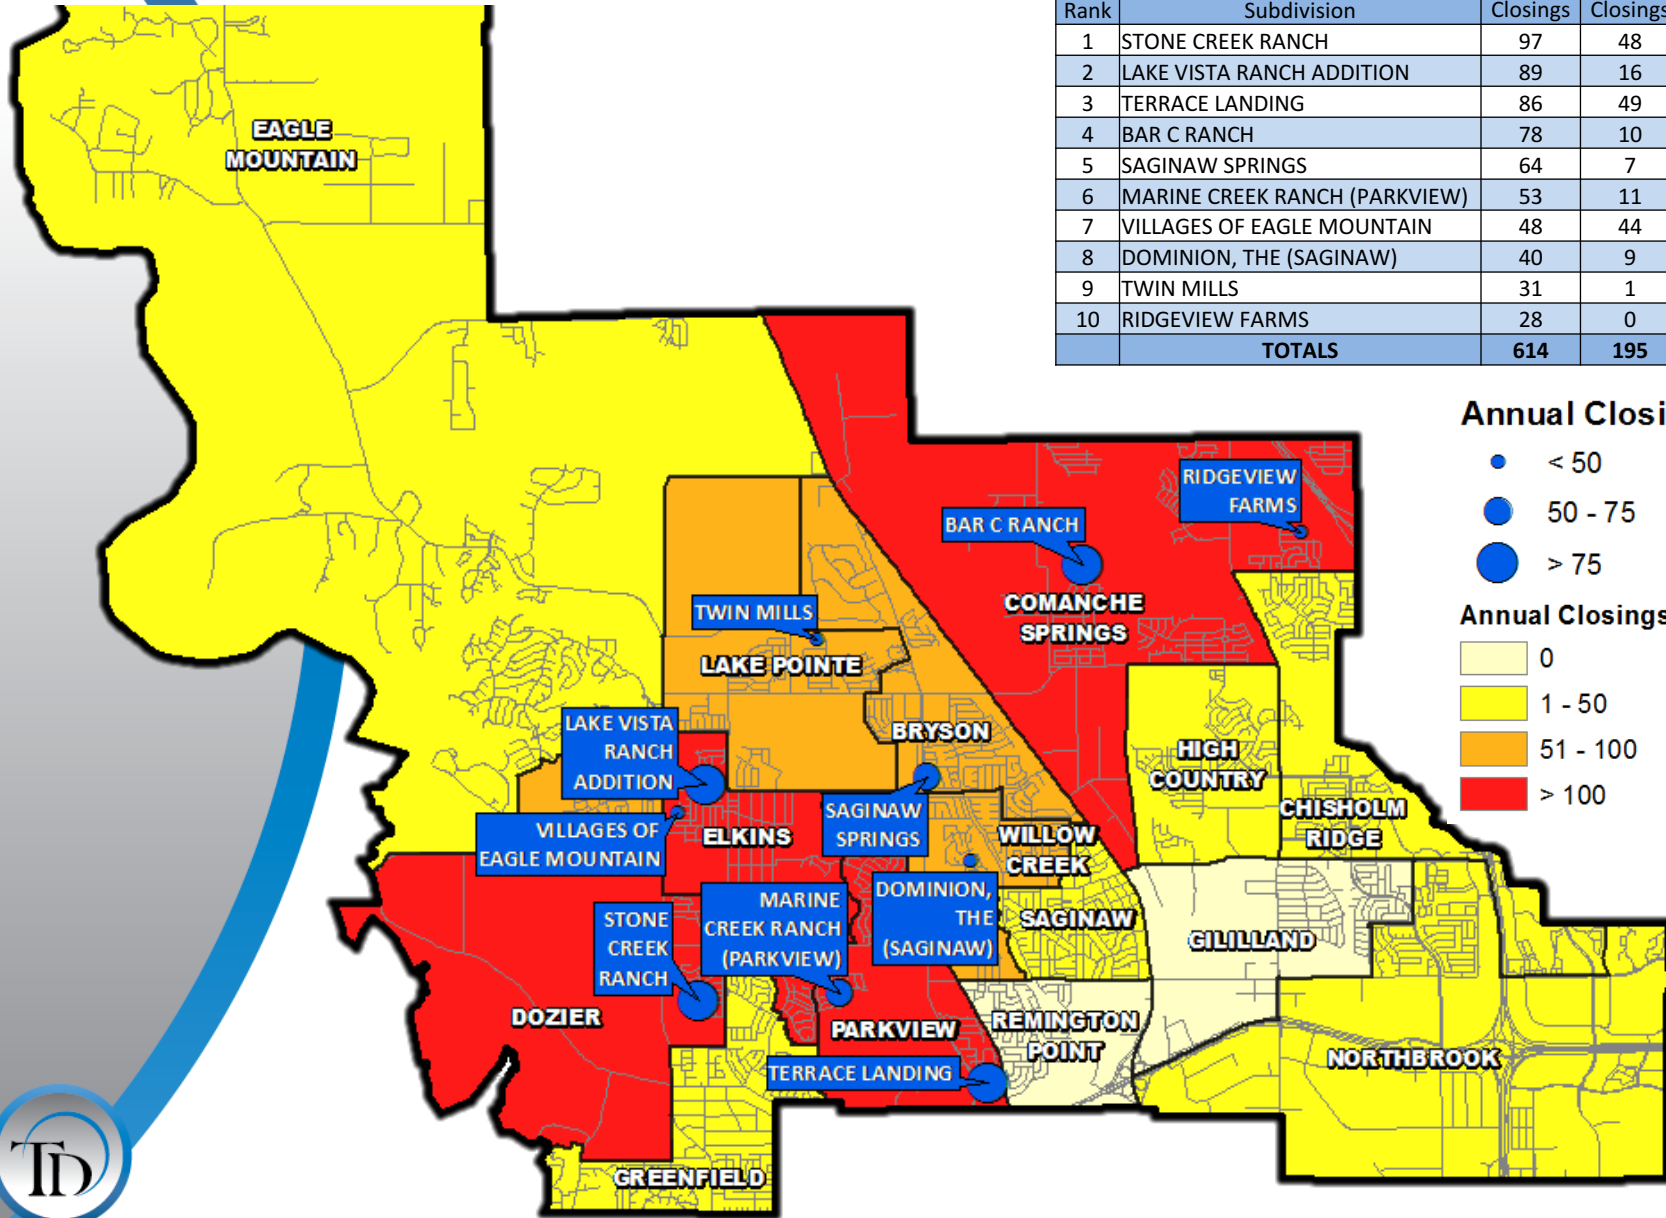 Rank Subdivision Closings Closings
1 STONE CREEK RANCH 97 48
2 LAKE VISTA RANCH ADDITION 89 16
3 TERRACE LANDING 86 49
4 BAR C RANCH 78 10
5 SAGINAW SPRINGS 64 7
6 MARINE CREEK RANCH (PARKVIEW) 53 11
7 VILLAGES OF EAGLE MOUNTAIN 48 44
8 DOMINION, THE (SAGINAW) 40 9
9 TWIN MILLS 31 1
10 RIDGEVIEW FARMS 28 0
TOTALS 614 195
EAGLE
MOUNTAIN
Annual Closi
< 50
50 - 75
> 75
Annual Closings
0
1 - 50
51 - 100
> 100
RIDGEVIEW
FARMS
BAR C RANCH
COMANCHE
SPRINGS
TWIN MILLS
LAKE POINTE
LAKE VISTA
RANCH
ADDITION
BRYSON
HIGH
COUNTRY
CHISHOLM
RIDGE
VILLAGES OF
EAGLE MOUNTAIN
ELKINS
SAGINAW
SPRINGS
WILLOW
CREEK
STONE
CREEK
RANCH
MARINE
CREEK RANCH
(PARKVIEW)
DOMINION,
THE
(SAGINAW)
SAGINAW
GILILLAND
DOZIER
PARKVIEW
REMINGTON
POINT
NORTHBROOK
TERRACE LANDING
GREENFIELD
TD